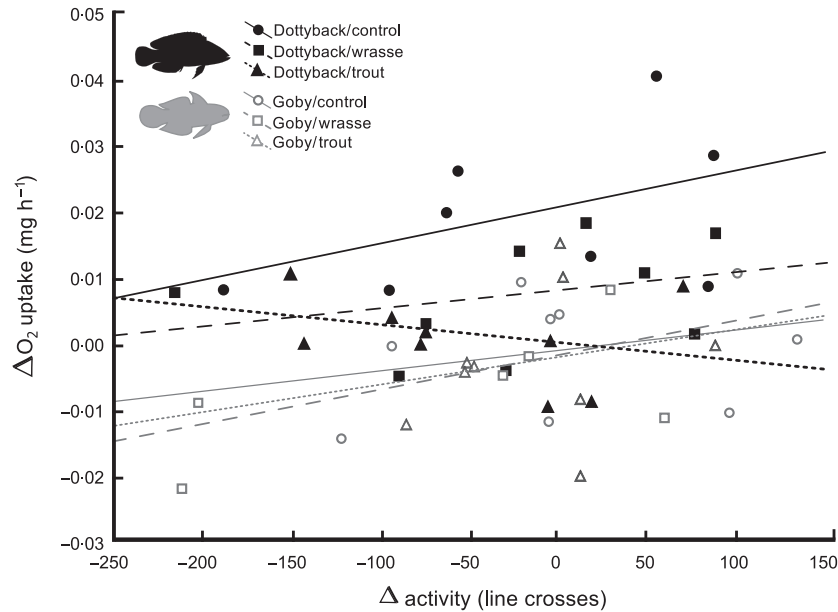 0·05
0·04
0·03
0·02
0·01
0·00
−0·01
−0·02
−0·03
ΔO₂ uptake (mg h⁻¹)
Dottyback/control
Dottyback/wrasse
Dottyback/trout
Goby/control
Goby/wrasse
Goby/trout
−250 −200 −150 −100 −50 0 50 100 150
Δ activity (line crosses)